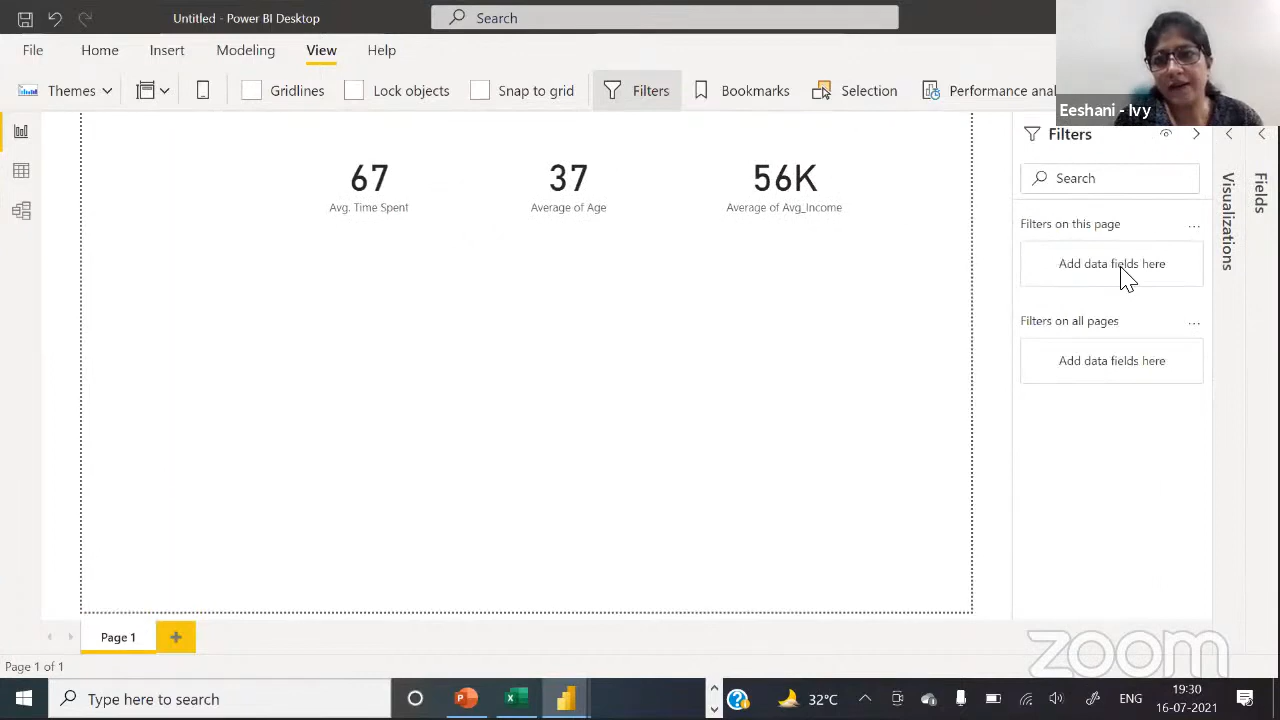 Untitled - Power BI Desktop
Search
File Home Insert Modeling View Help
Themes Gridlines Lock objects Snap to grid Filters Bookmarks Selection Performance anal
Eeshani - Ivy
Filters
Search
67 37 56K
Avg. Time Spent Average of Age Average of Avg_Income
Filters on this page ...
Add data fields here
Filters on all pages ...
Add data fields here
Visualizations
Fields
Page 1
Page 1 of 1
zoom
Type here to search
32°C
ENG
19:30
16-07-2021